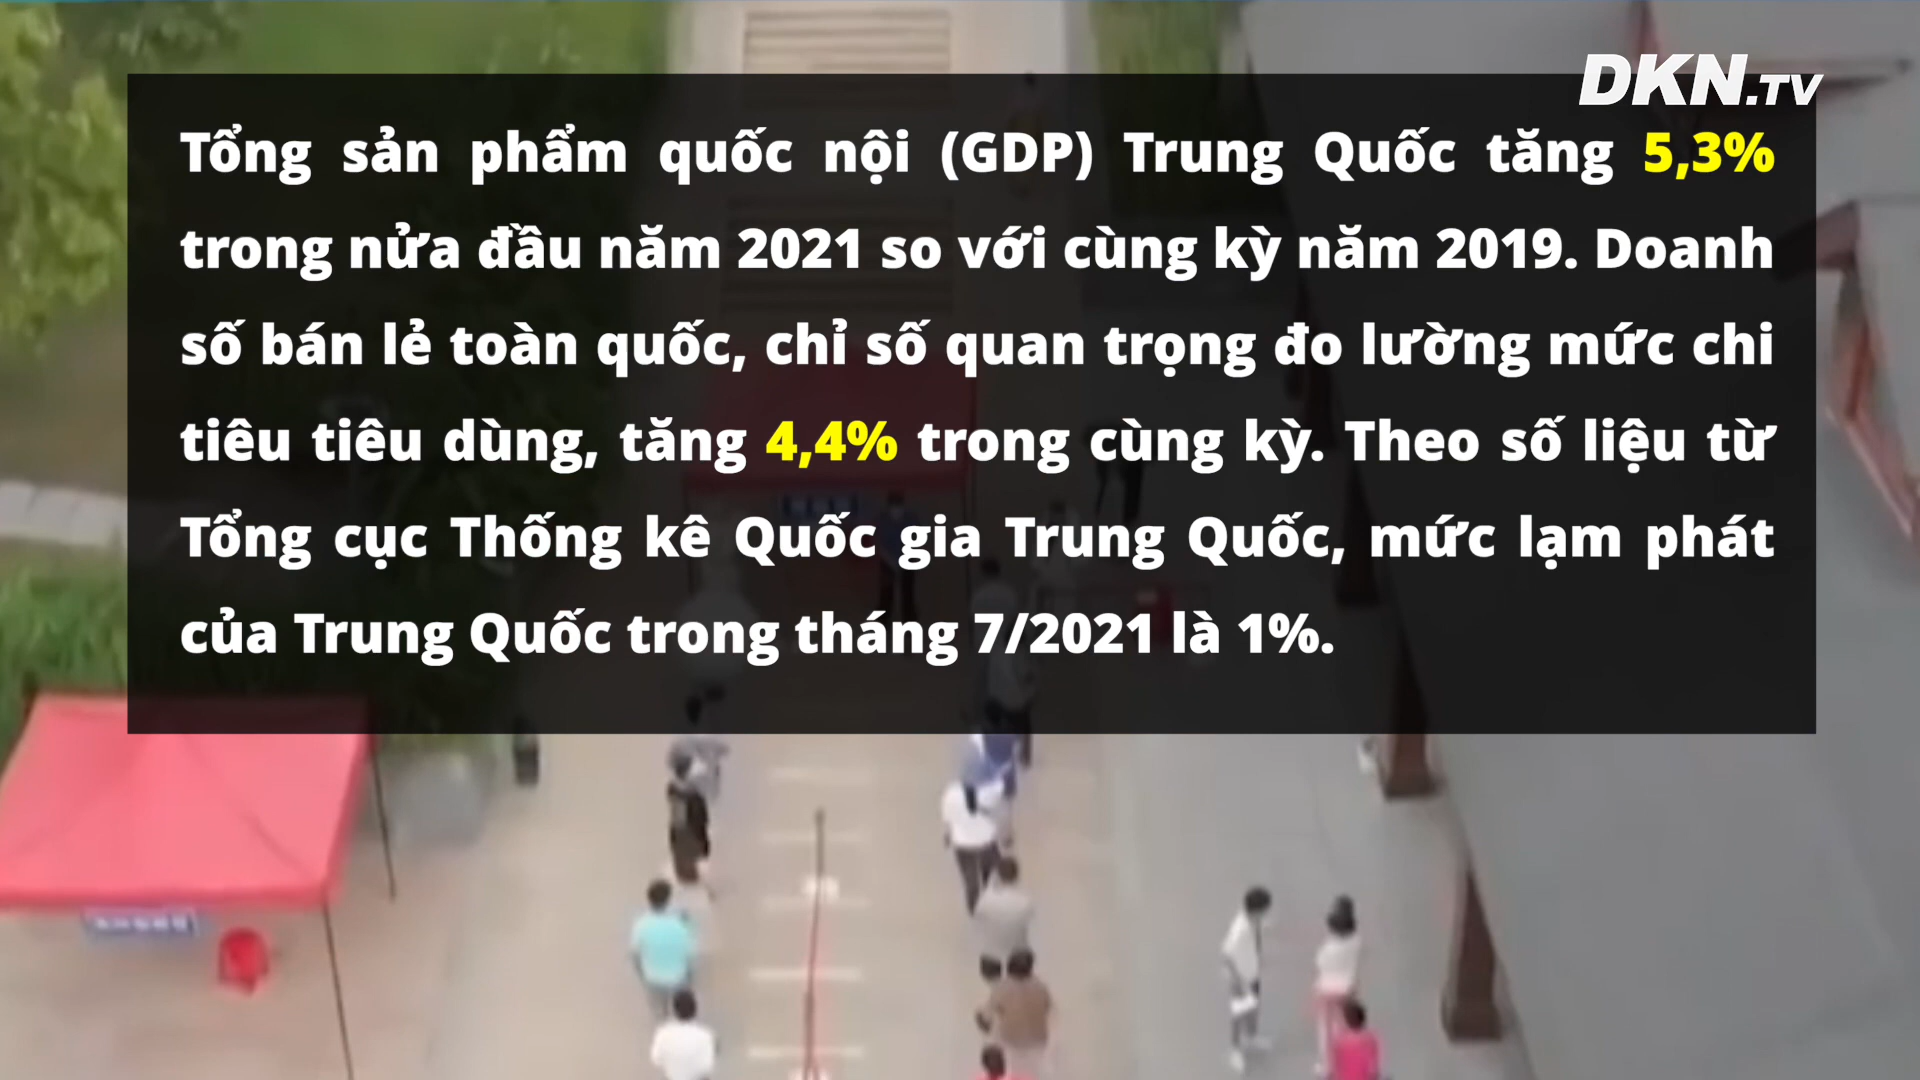 DKN.TV
Tổng sản phẩm quốc nội (GDP) Trung Quốc tăng 5,3%
trong nửa đầu năm 2021 so với cùng kỳ năm 2019. Doanh
số bán lẻ toàn quốc, chỉ số quan trọng đo lường mức chi
tiêu tiêu dùng, tăng 4,4% trong cùng kỳ. Theo số liệu từ
Tổng cục Thống kê Quốc gia Trung Quốc, mức lạm phát
của Trung Quốc trong tháng 7/2021 là 1%.